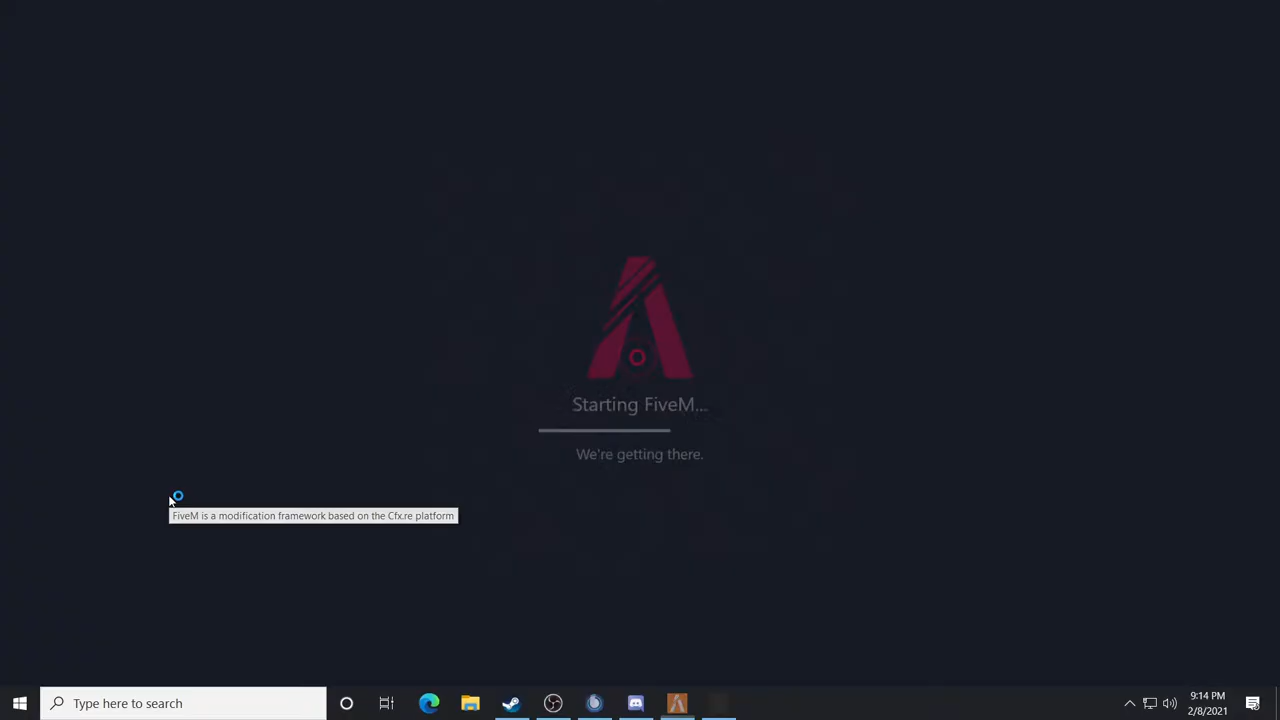 Starting FiveM...
We're getting there.
FiveM is a modification framework based on the Cfx.re platform
Type here to search
9:14 PM
2/8/2021